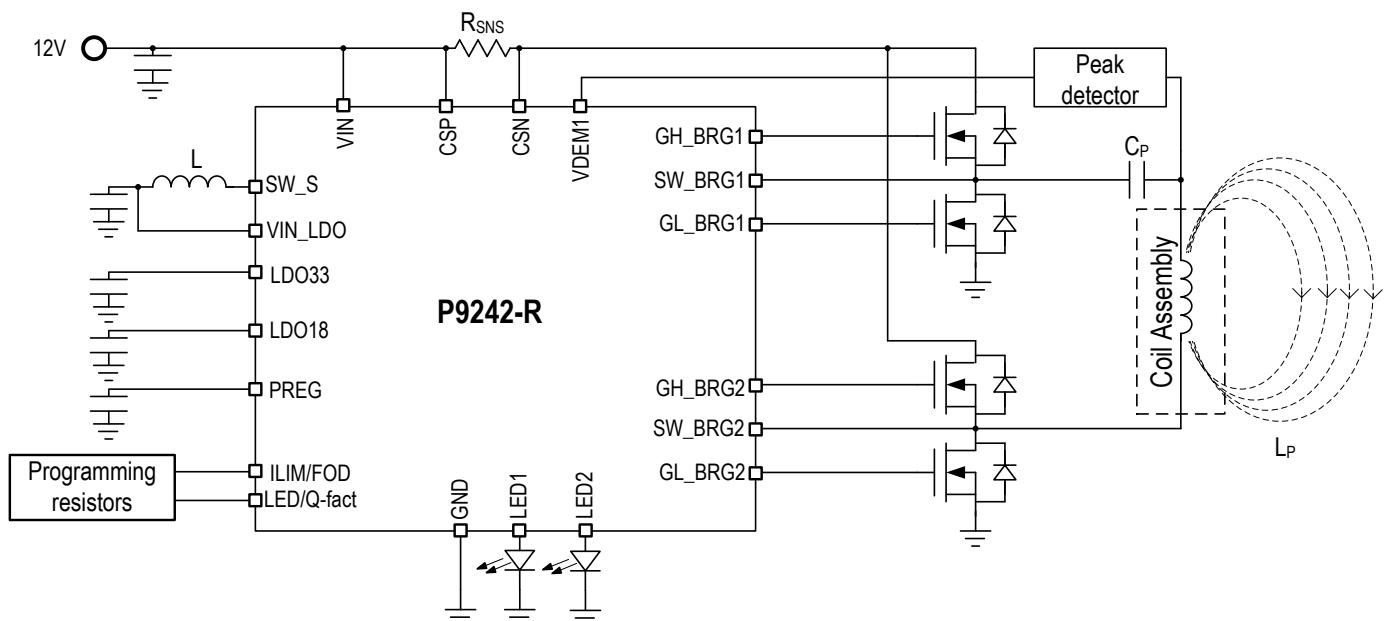 12V
RSNS
Peak
detector
VIN
CSP
CSN
VDEM1
GH_BRG1
CP
L
SW_S
SW_BRG1
VIN_LDO
GL_BRG1
LDO33
P9242-R
LDO18
Coil Assembly
PREG
GH_BRG2
SW_BRG2
LP
Programming
resistors
ILIM/FOD
GL_BRG2
LED/Q-fact
GND
LED1
LED2